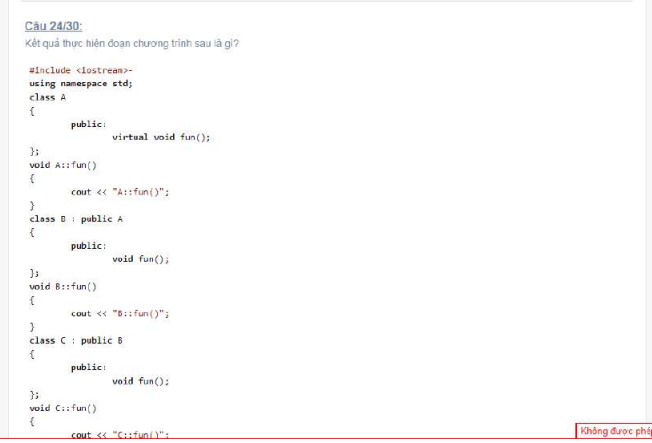 Câu 24/30:
Kết quả thực hiện đoạn chương trình sau là gì?
#include <iostream>-
using namespace std;
class A
{
public:
virtual void fun();
};
void A::fun()
{
cout << "A::fun()";
}
class B : public A
{
public:
void fun();
};
void B::fun()
{
cout << "B::fun()";
}
class C : public B
{
public:
void fun();
};
void C::fun()
{
cout << "C::fun()";
Không được phép